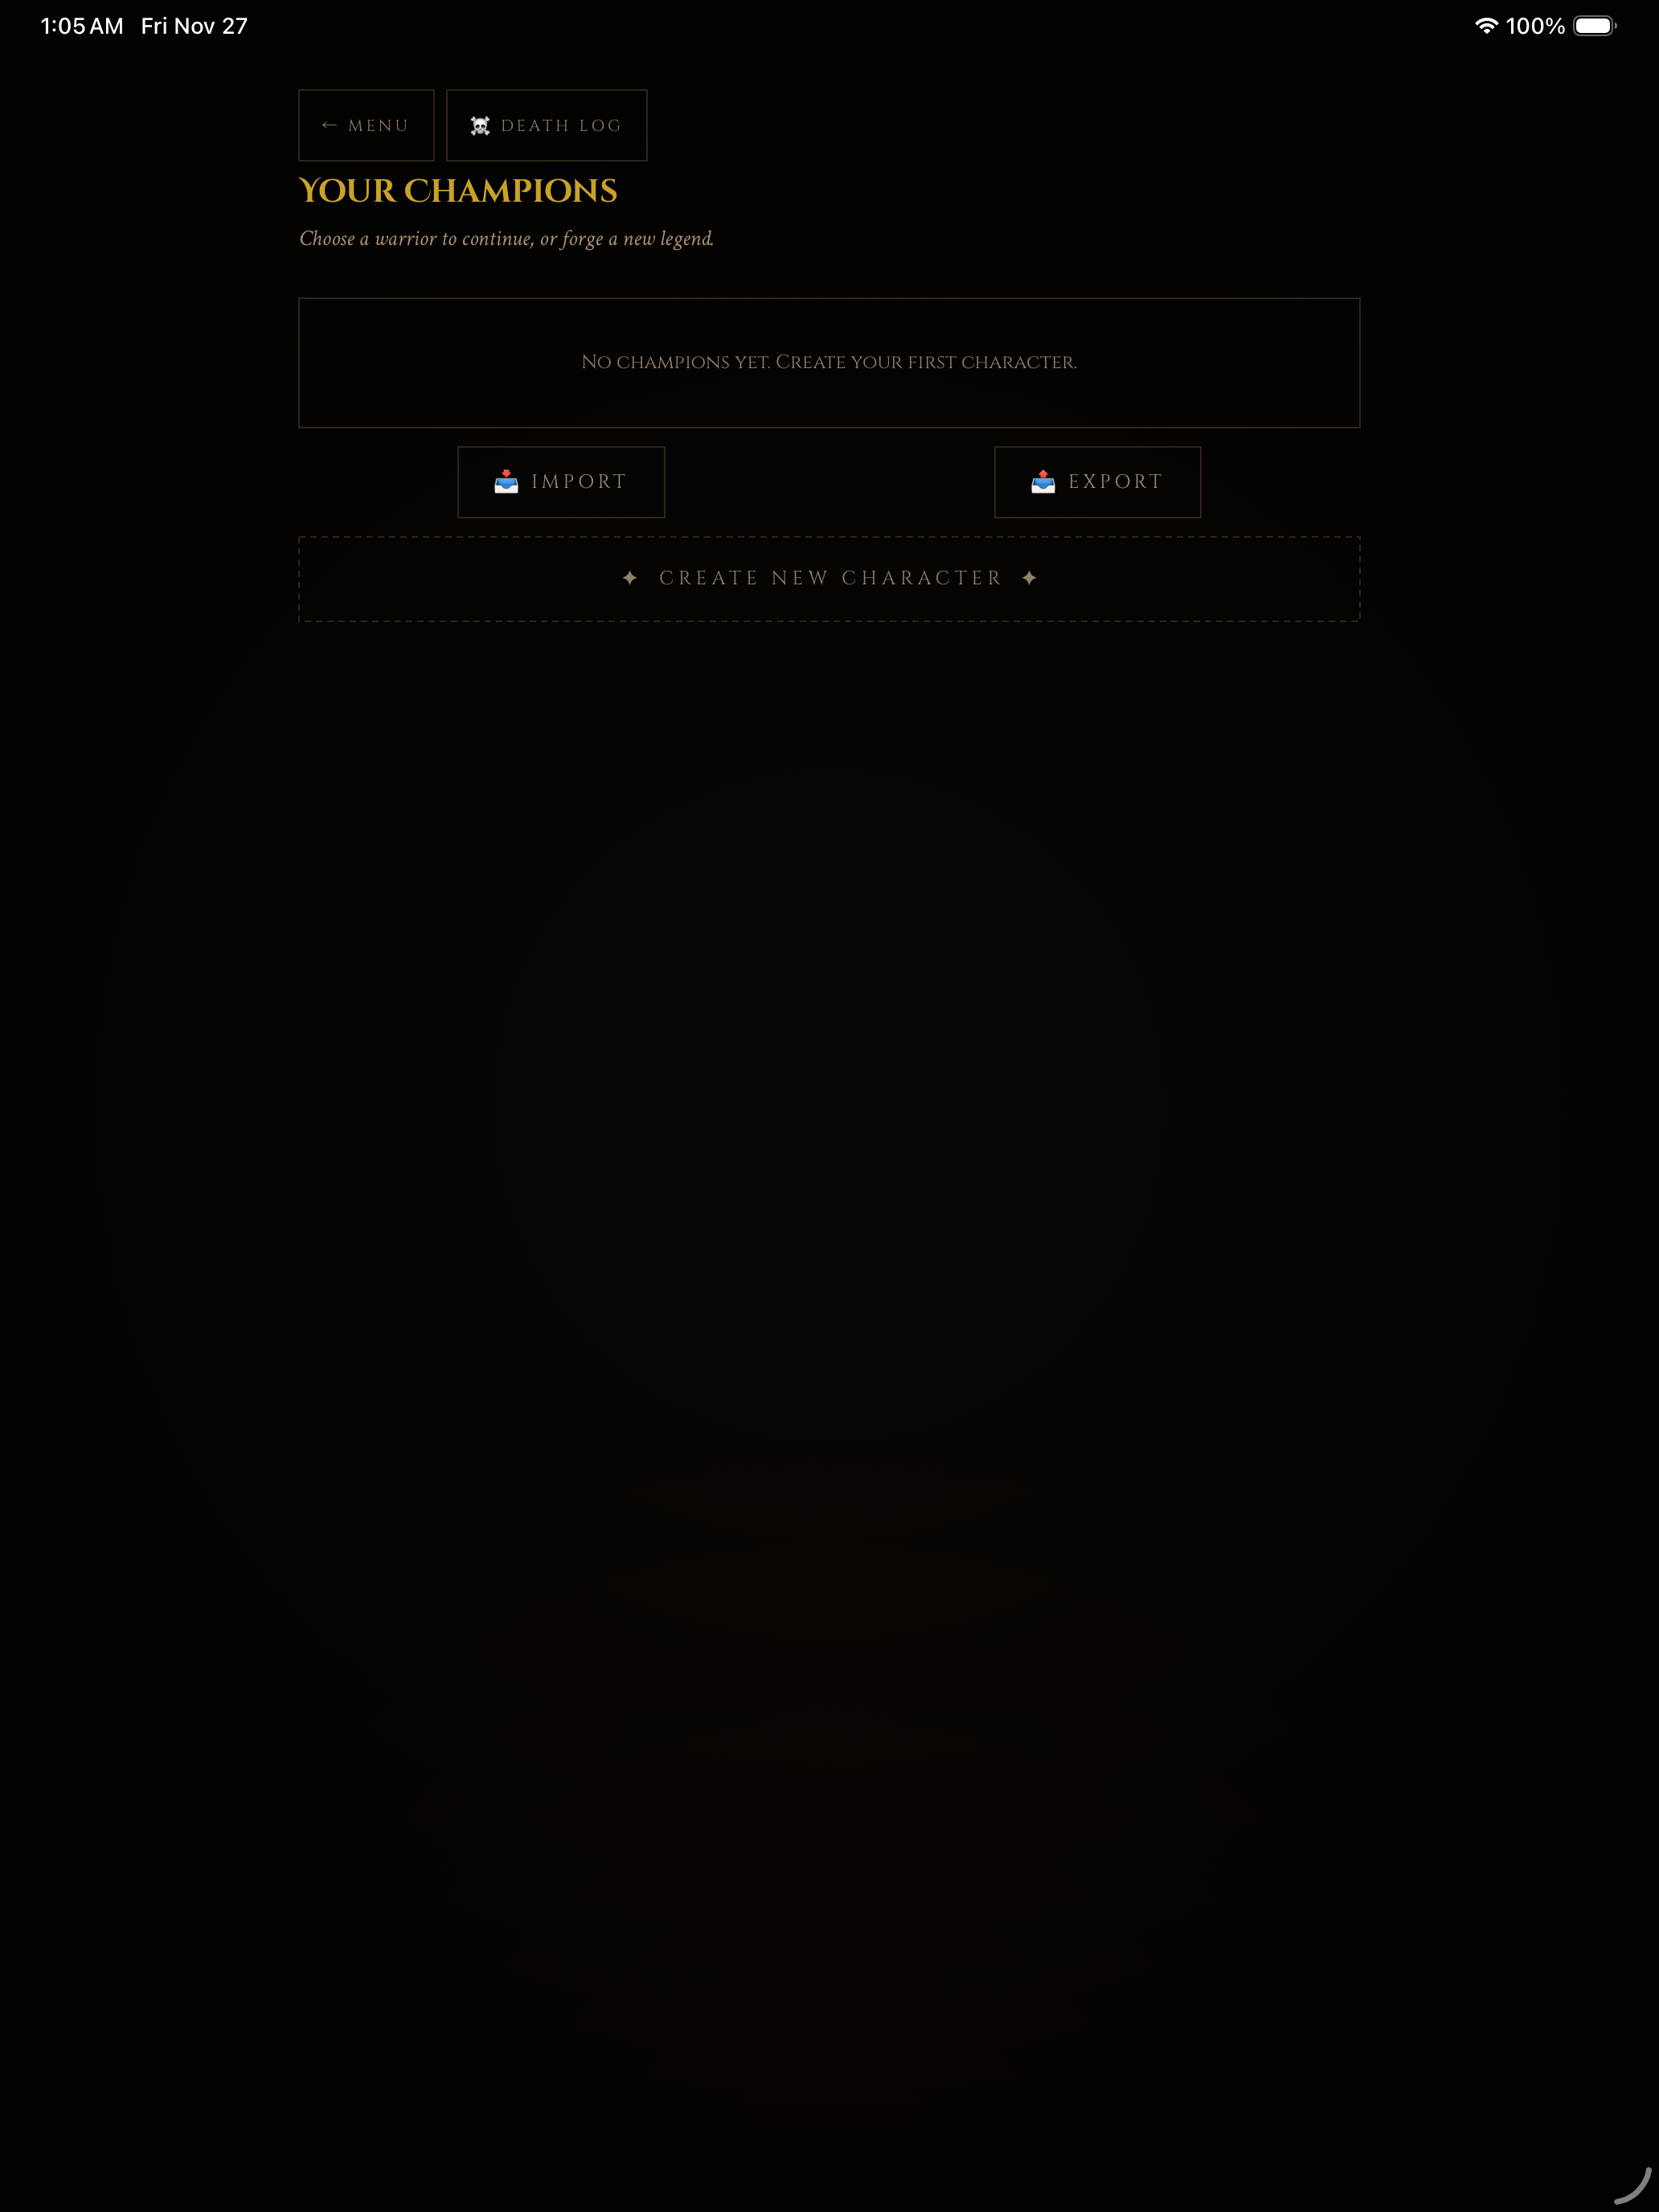 1:05 AM Fri Nov 27
100%
← MENU
☠ DEATH LOG
Your Champions
Choose a warrior to continue, or forge a new legend.
No champions yet. Create your first character.
📥 IMPORT
📤 EXPORT
✦ CREATE NEW CHARACTER ✦